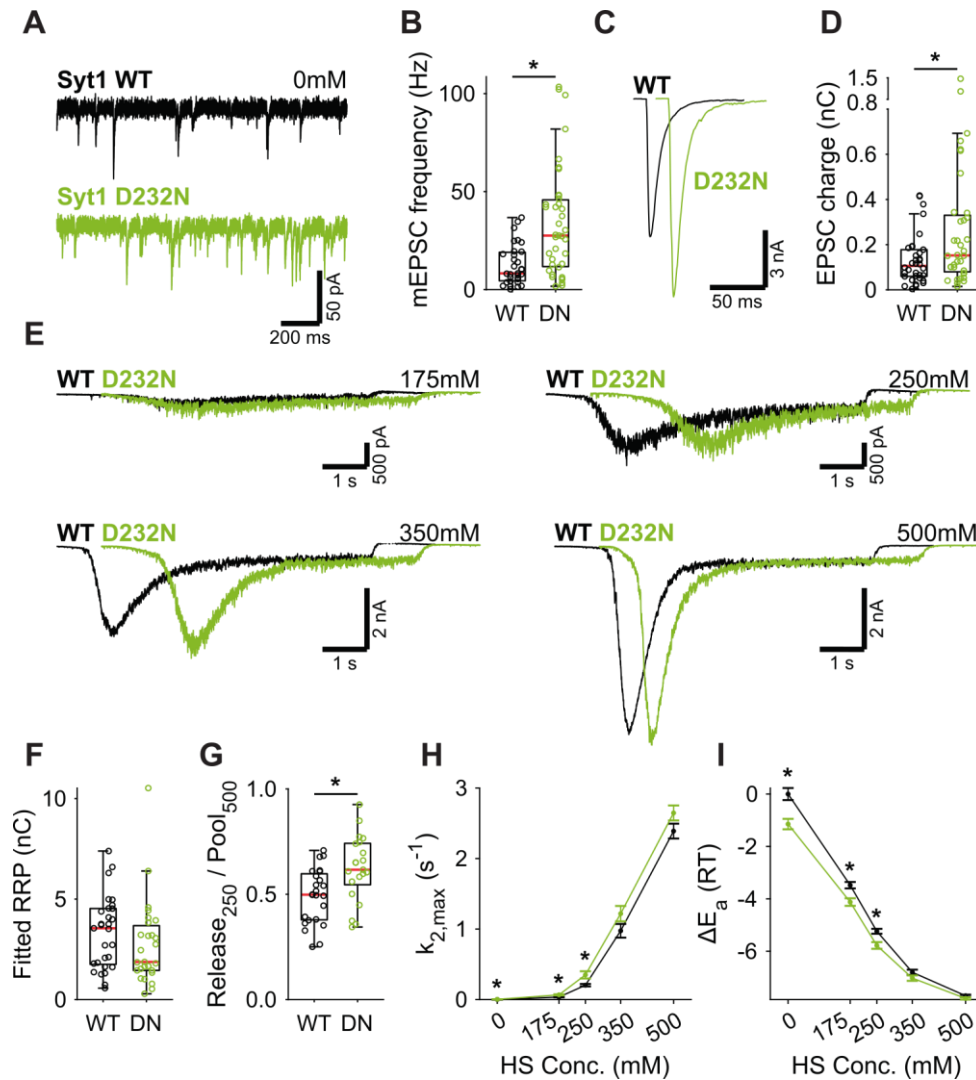 A
Syt1 WT
0mM
Syt1 D232N
50 pA
200 ms
B
*
mEPSC frequency (Hz)
100
50
0
WT DN
C
WT
D232N
3 nA
50 ms
D
*
EPSC charge (nC)
1.5
0.8
0.6
0.4
0.2
0
WT DN
E
WT D232N
175mM
500 pA
1 s
WT D232N
250mM
500 pA
1 s
WT D232N
350mM
2 nA
1 s
WT D232N
500mM
2 nA
1 s
F
Fitted RRP (nC)
10
5
0
WT DN
G
*
Release250 / Pool500
1.0
0.5
0.0
WT DN
H
k2,max (s-1)
3
2
1
0
* * *
0 175 250 350 500
HS Conc. (mM)
I
ΔEa (RT)
0
-2
-4
-6
* * *
0 175 250 350 500
HS Conc. (mM)